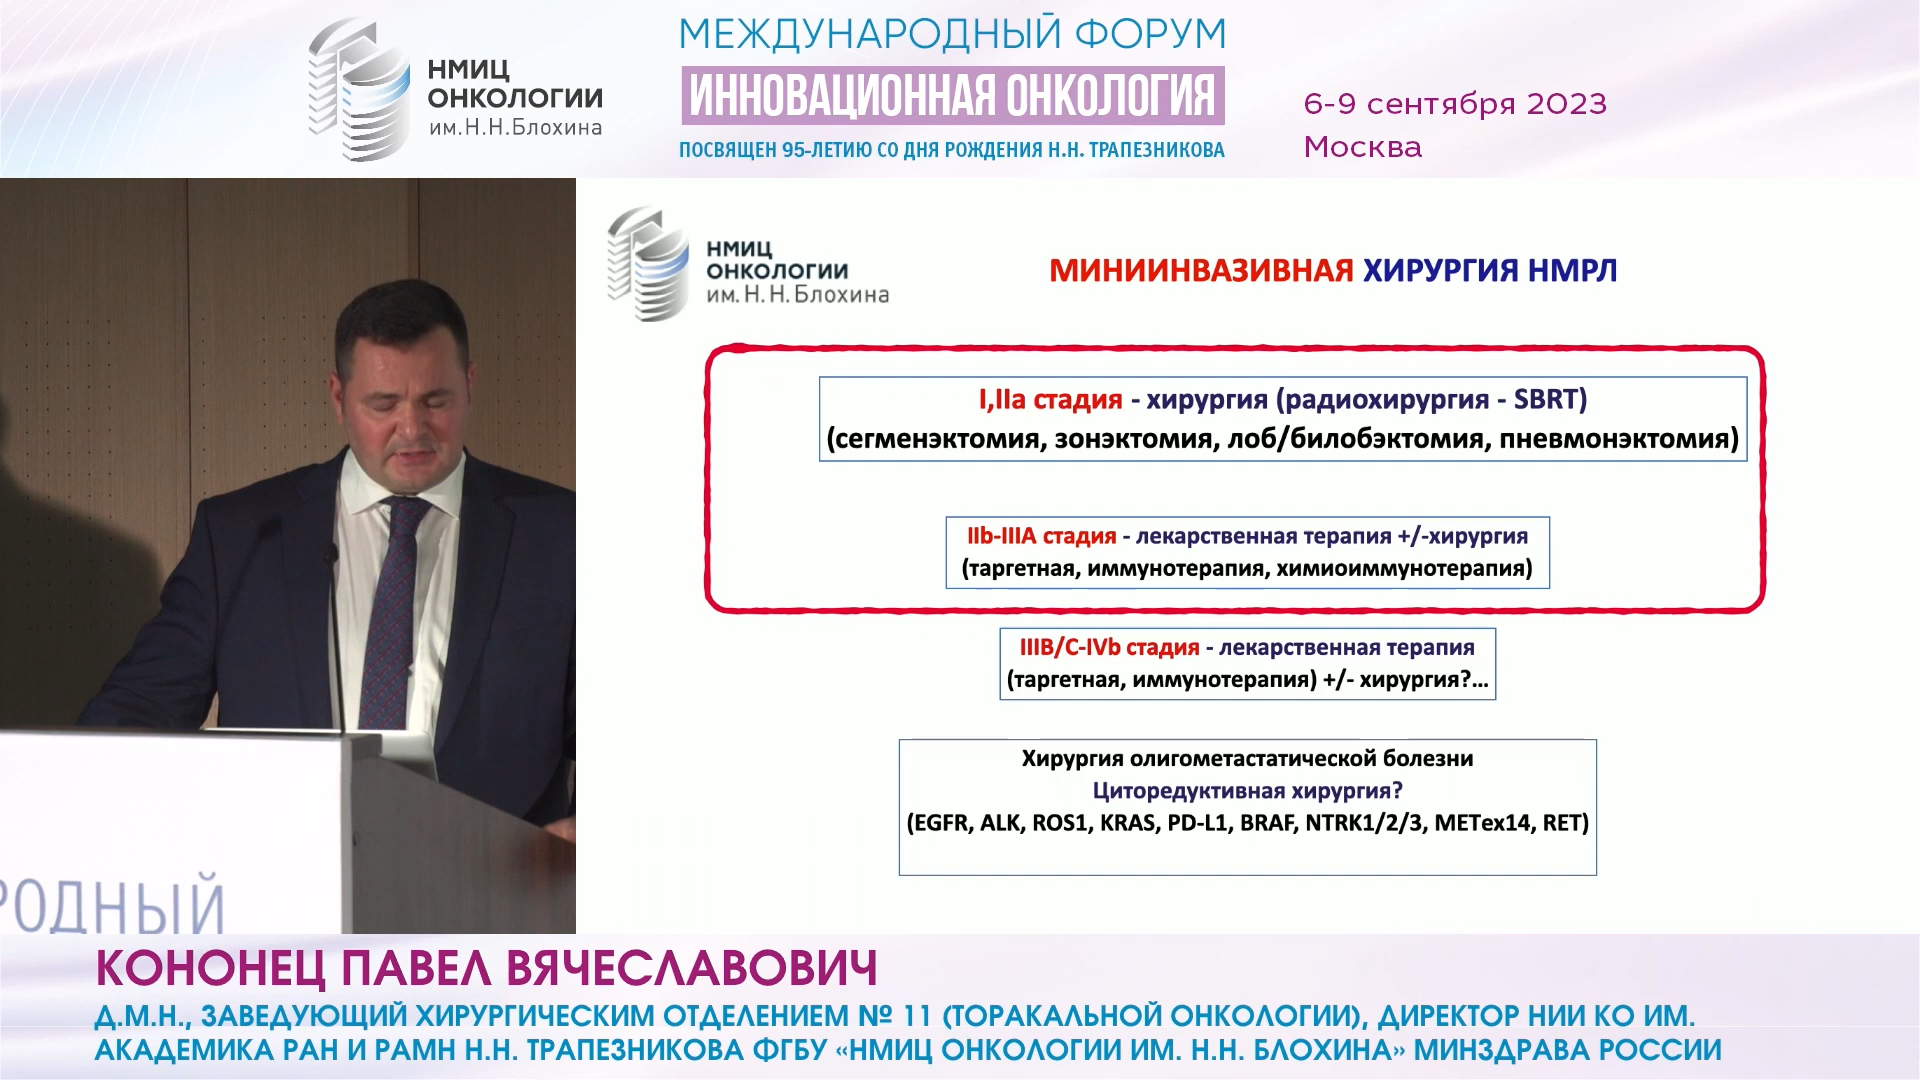 НМИЦ
ОНКОЛОГИИ
им.Н.Н.Блохина
МЕЖДУНАРОДНЫЙ ФОРУМ
ИННОВАЦИОННАЯ ОНКОЛОГИЯ
ПОСВЯЩЕН 95-ЛЕТИЮ СО ДНЯ РОЖДЕНИЯ Н.Н. ТРАПЕЗНИКОВА
6-9 сентября 2023
Москва
НМИЦ
ОНКОЛОГИИ
им. Н. Н. Блохина
МИНИИНВАЗИВНАЯ ХИРУРГИЯ НМРЛ
I,IIa стадия - хирургия (радиохирургия - SBRT)
(сегменэктомия, зонэктомия, лоб/билобэктомия, пневмонэктомия)
IIb-IIIA стадия - лекарственная терапия +/-хирургия
(таргетная, иммунотерапия, химиоиммунотерапия)
IIIB/C-IVb стадия - лекарственная терапия
(таргетная, иммунотерапия) +/- хирургия?...
Хирургия олигометастатической болезни
Циторедуктивная хирургия?
(EGFR, ALK, ROS1, KRAS, PD-L1, BRAF, NTRK1/2/3, METex14, RET)
РОДНЫЙ
КОНОНЕЦ ПАВЕЛ ВЯЧЕСЛАВОВИЧ
Д.М.Н., ЗАВЕДУЮЩИЙ ХИРУРГИЧЕСКИМ ОТДЕЛЕНИЕМ № 11 (ТОРАКАЛЬНОЙ ОНКОЛОГИИ), ДИРЕКТОР НИИ КО ИМ.
АКАДЕМИКА РАН И РАМН Н.Н. ТРАПЕЗНИКОВА ФГБУ «НМИЦ ОНКОЛОГИИ ИМ. Н.Н. БЛОХИНА» МИНЗДРАВА РОССИИ